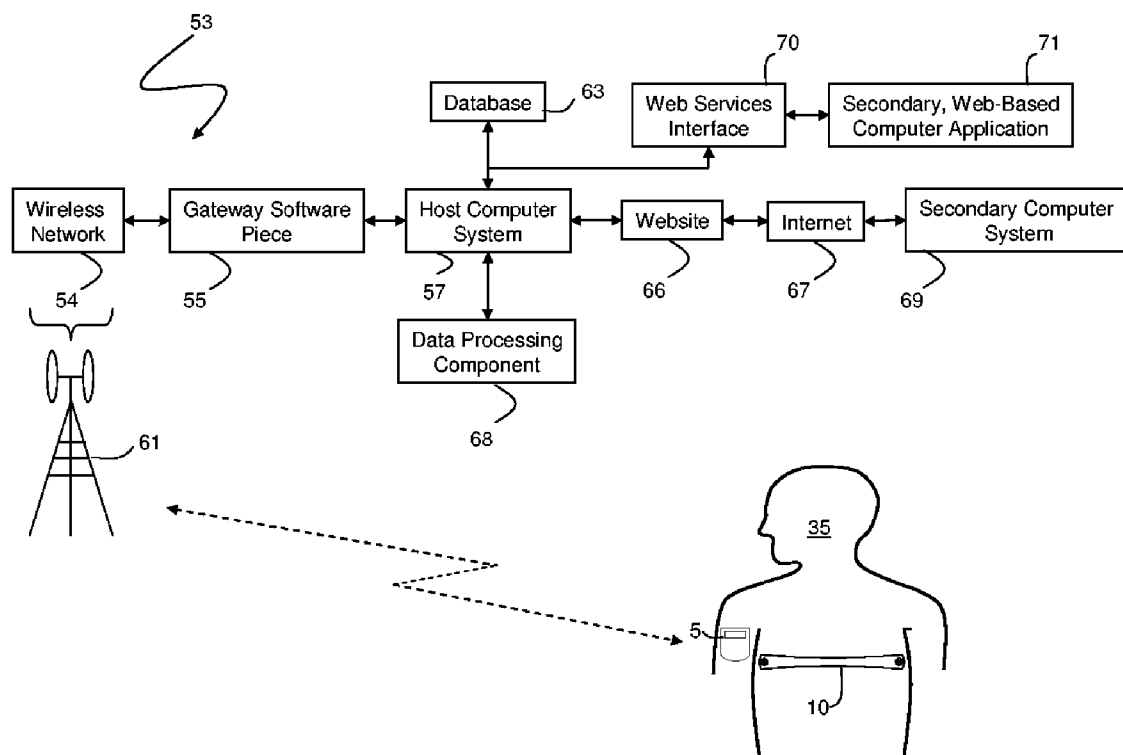 53
70
71
Database
63
Web Services
Interface
Secondary, Web-Based
Computer Application
Wireless
Network
Gateway Software
Piece
Host Computer
System
Website
Internet
Secondary Computer
System
54
55
57
66
67
69
Data Processing
Component
68
61
35
5
10